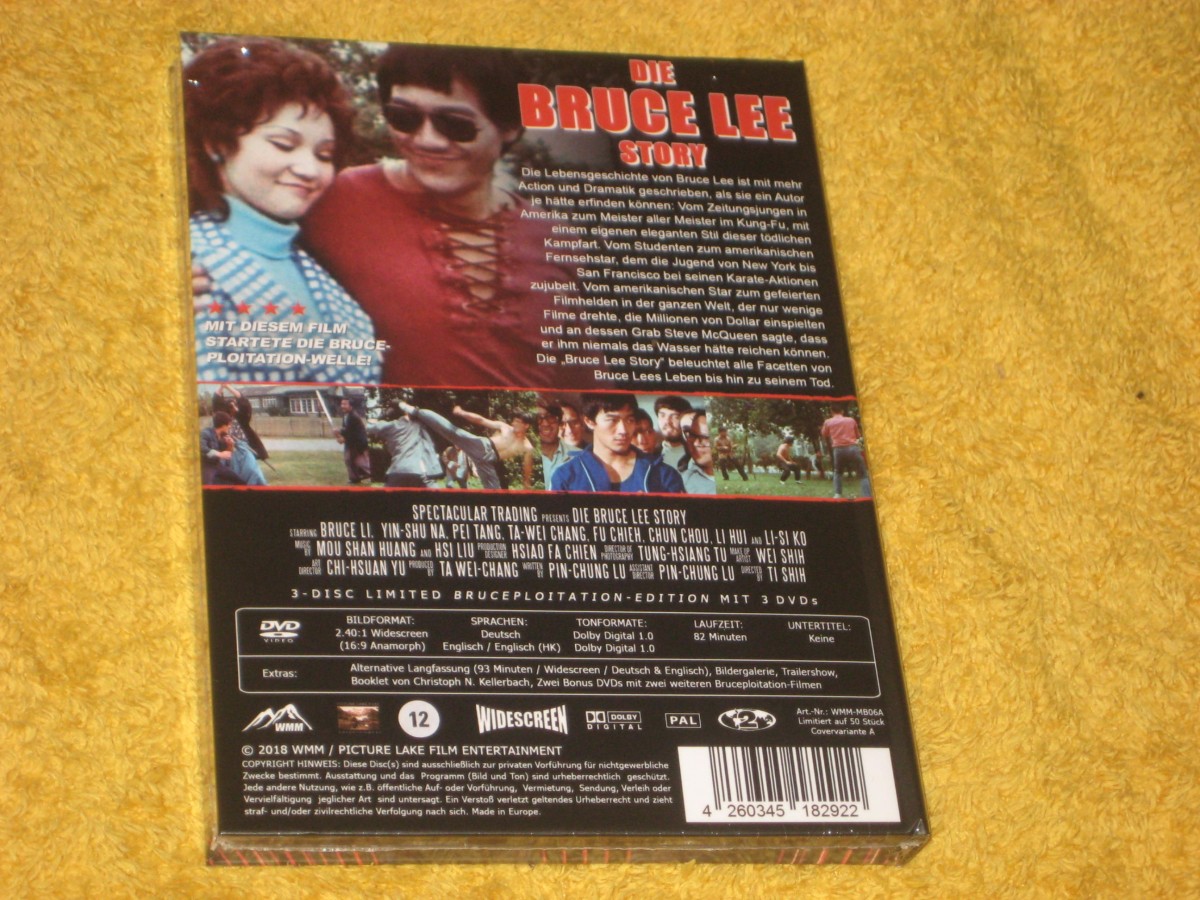 DIE
BRUCE LEE
STORY
Die Lebensgeschichte von Bruce Lee ist mit mehr
Action und Dramatik geschrieben, als sie ein Autor
je hätte erfinden können: Vom Zeitungsjungen in
Amerika zum Meister aller Meister im Kung-Fu, mit
einem eigenen eleganten Stil dieser tödlichen
Kampfart. Vom Studenten zum amerikanischen
Fernsehstar, dem die Jugend von New York bis
San Francisco bei seinen Karate-Aktionen
zujubelt. Vom amerikanischen Star zum gefeierten
Filmhelden in der ganzen Welt, der nur wenige
Filme drehte, die Millionen von Dollar einspielten
und an dessen Grab Steve McQueen sagte, dass
er ihm niemals das Wasser hätte reichen können.
Die „Bruce Lee Story" beleuchtet alle Facetten von
Bruce Lees Leben bis hin zu seinem Tod.
★ ★ ★ ★
MIT DIESEM FILM
STARTETE DIE BRUCE-
PLOITATION-WELLE!
SPECTACULAR TRADING PRESENTS DIE BRUCE LEE STORY
STARRING BRUCE LI, YIN-SHU NA, PEI TANG, TA-WEI CHANG, FU CHIEH, CHUN CHOU, LI HUI AND LI-SI KO
MUSIC BY MOU SHAN HUANG AND HSI LIU PRODUCTION DESIGNER HSIAO FA CHIEN DIRECTOR OF PHOTOGRAPHY TUNG-HSIANG TU MAKE UP ARTIST WEI SHIH
ART DIRECTOR CHI-HSUAN YU PRODUCED BY TA WEI-CHANG WRITTEN BY PIN-CHUNG LU ASSISTANT DIRECTOR PIN-CHUNG LU DIRECTED BY TI SHIH
3-DISC LIMITED BRUCEPLOITATION-EDITION MIT 3 DVDs
DVD VIDEO
BILDFORMAT:
2.40:1 Widescreen
(16:9 Anamorph)
SPRACHEN:
Deutsch
Englisch / Englisch (HK)
TONFORMATE:
Dolby Digital 1.0
Dolby Digital 1.0
LAUFZEIT:
82 Minuten
UNTERTITEL:
Keine
Extras:
Alternative Langfassung (93 Minuten / Widescreen / Deutsch & Englisch), Bildergalerie, Trailershow,
Booklet von Christoph N. Kellerbach, Zwei Bonus DVDs mit zwei weiteren Bruceploitation-Filmen
WMM
12
WIDESCREEN
DOLBY
DIGITAL
PAL
2
Art.-Nr.: WMM-MB06A
Limitiert auf 50 Stück
Covervariante A
© 2018 WMM / PICTURE LAKE FILM ENTERTAINMENT
COPYRIGHT HINWEIS: Diese Disc(s) sind ausschließlich zur privaten Vorführung für nichtgewerbliche
Zwecke bestimmt. Ausstattung und das Programm (Bild und Ton) sind urheberrechtlich geschützt.
Jede andere Nutzung, wie z.B. öffentliche Auf- oder Vorführung, Vermietung, Sendung, Verleih oder
Vervielfältigung jeglicher Art sind untersagt. Ein Verstoß verletzt geltendes Urheberrecht und zieht
straf- und/oder zivilrechtliche Verfolgung nach sich. Made in Europe.
4 260345 182922